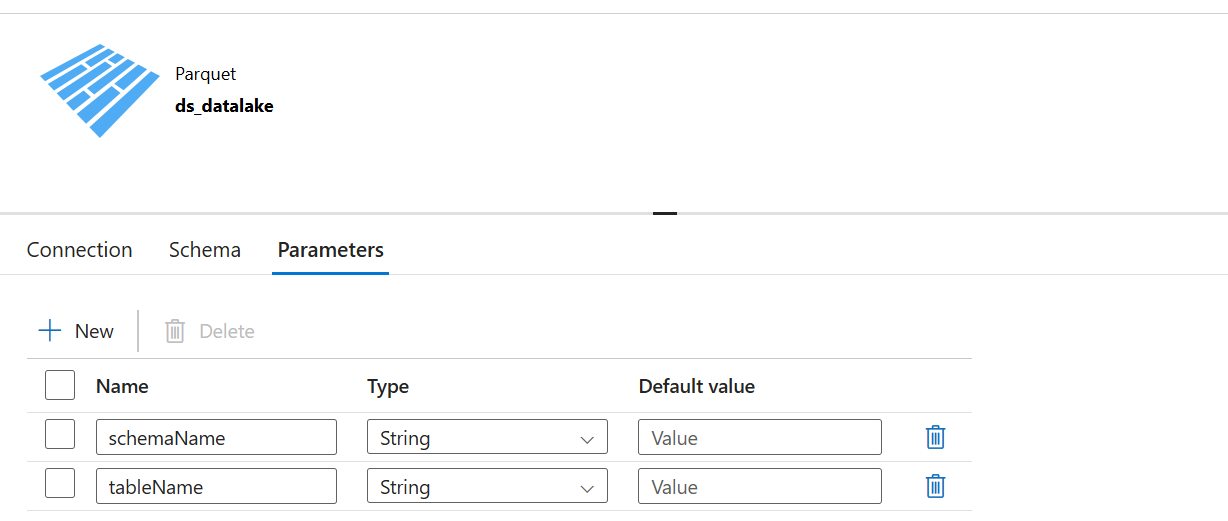 Parquet
ds_datalake
Connection Schema Parameters
New Delete
Name Type Default value
schemaName String Value
tableName String Value